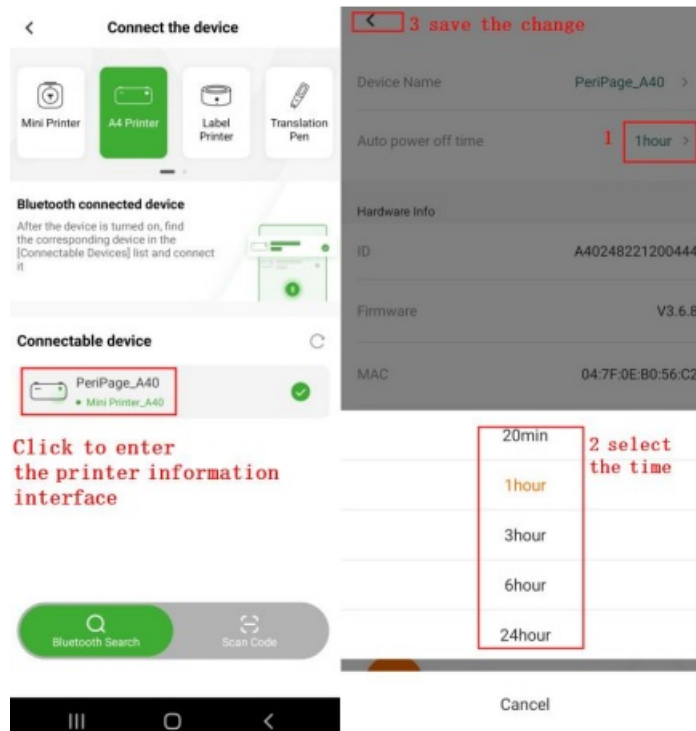 Connect the device
Mini Printer
A4 Printer
Label
Printer
Translation
Pen
Bluetooth connected device
After the device is turned on, find
the corresponding device in the
[Connectable Devices] list and connect
it
Connectable device
PeriPage_A40
Mini Printer_A40
Click to enter
the printer information
interface
Bluetooth Search
Scan Code
3 save the change
Device Name
PeriPage_A40 >
Auto power off time
1
1hour >
Hardware Info
ID
A40248221200444
Firmware
V3.6.8
MAC
04:7F:0E:B0:56:C2
20min
1hour
3hour
6hour
24hour
2 select
the time
Cancel